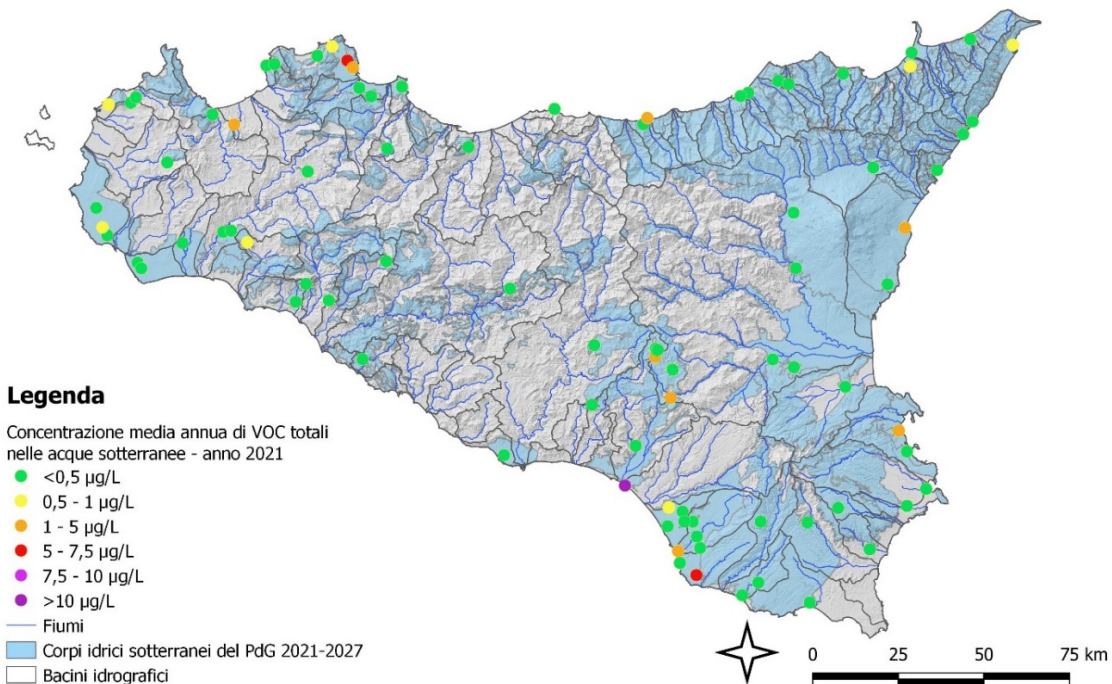 Legenda
Concentrazione media annua di VOC totali
nelle acque sotterranee - anno 2021
<0,5 µg/L
0,5 - 1 µg/L
1 - 5 µg/L
5 - 7,5 µg/L
7,5 - 10 µg/L
>10 µg/L
Fiumi
Corpi idrici sotterranei del PdG 2021-2027
Bacini idrografici
0 25 50 75 km